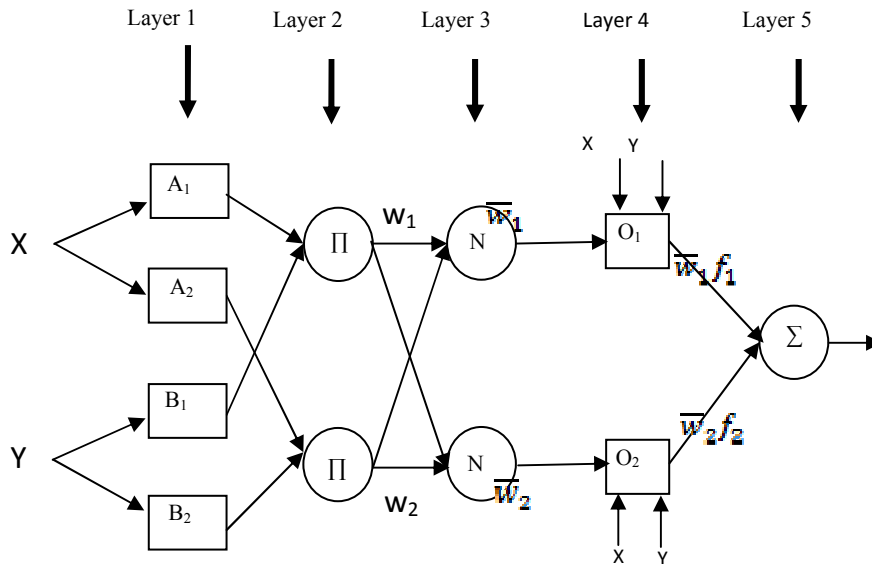 Layer 1 Layer 2 Layer 3 Layer 4 Layer 5
X Y
A₁
w₁ w̅₁
X ∏ N O₁
w̅₁f₁
A₂
Σ
B₁
w̅₂f₂
Y ∏ N O₂
w₂ w̅₂
B₂
X Y